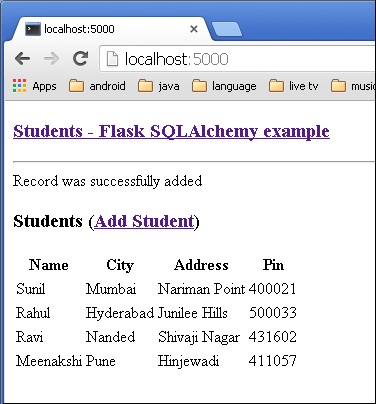 localhost:5000
localhost:5000
Apps android java language live tv music
Students - Flask SQLAlchemy example
Record was successfully added
Students (Add Student)
Name City Address Pin
Sunil Mumbai Nariman Point 400021
Rahul Hyderabad Junilee Hills 500033
Ravi Nanded Shivaji Nagar 431602
Meenakshi Pune Hinjewadi 411057